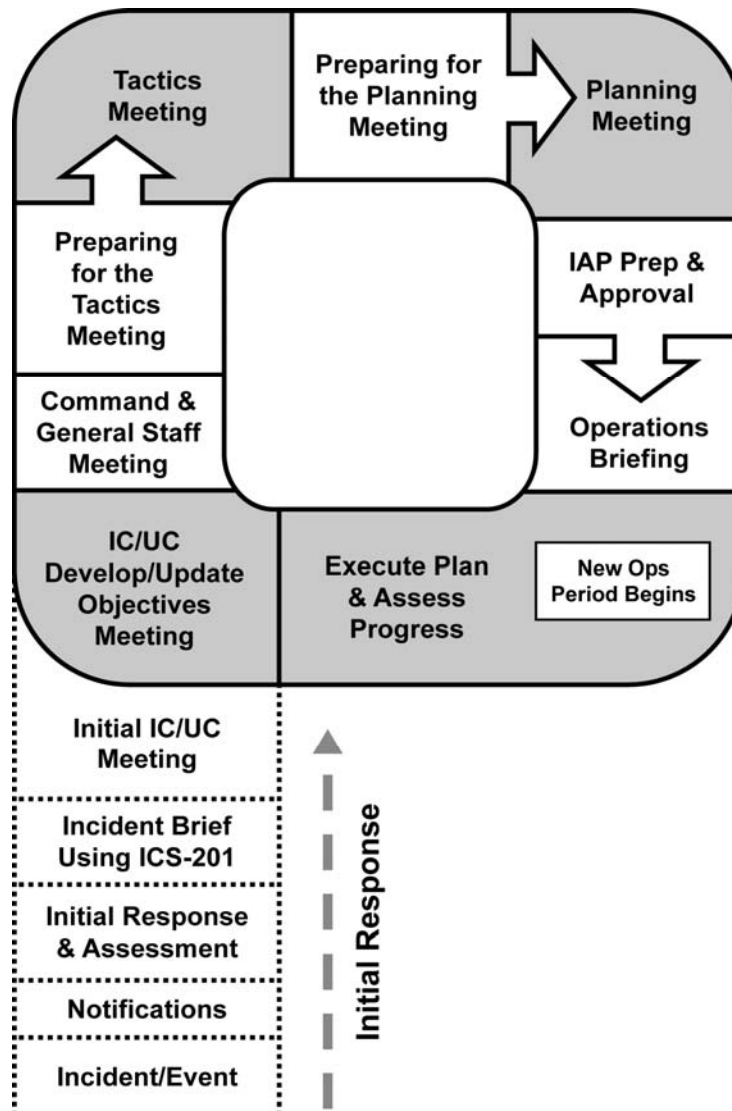 Tactics
Meeting
Preparing for
the Planning
Meeting
Planning
Meeting
Preparing
for the
Tactics
Meeting
IAP Prep &
Approval
Command &
General Staff
Meeting
Operations
Briefing
IC/UC
Develop/Update
Objectives
Meeting
Execute Plan
& Assess
Progress
New Ops
Period Begins
Initial IC/UC
Meeting
Incident Brief
Using ICS-201
Initial Response
& Assessment
Notifications
Incident/Event
Initial Response